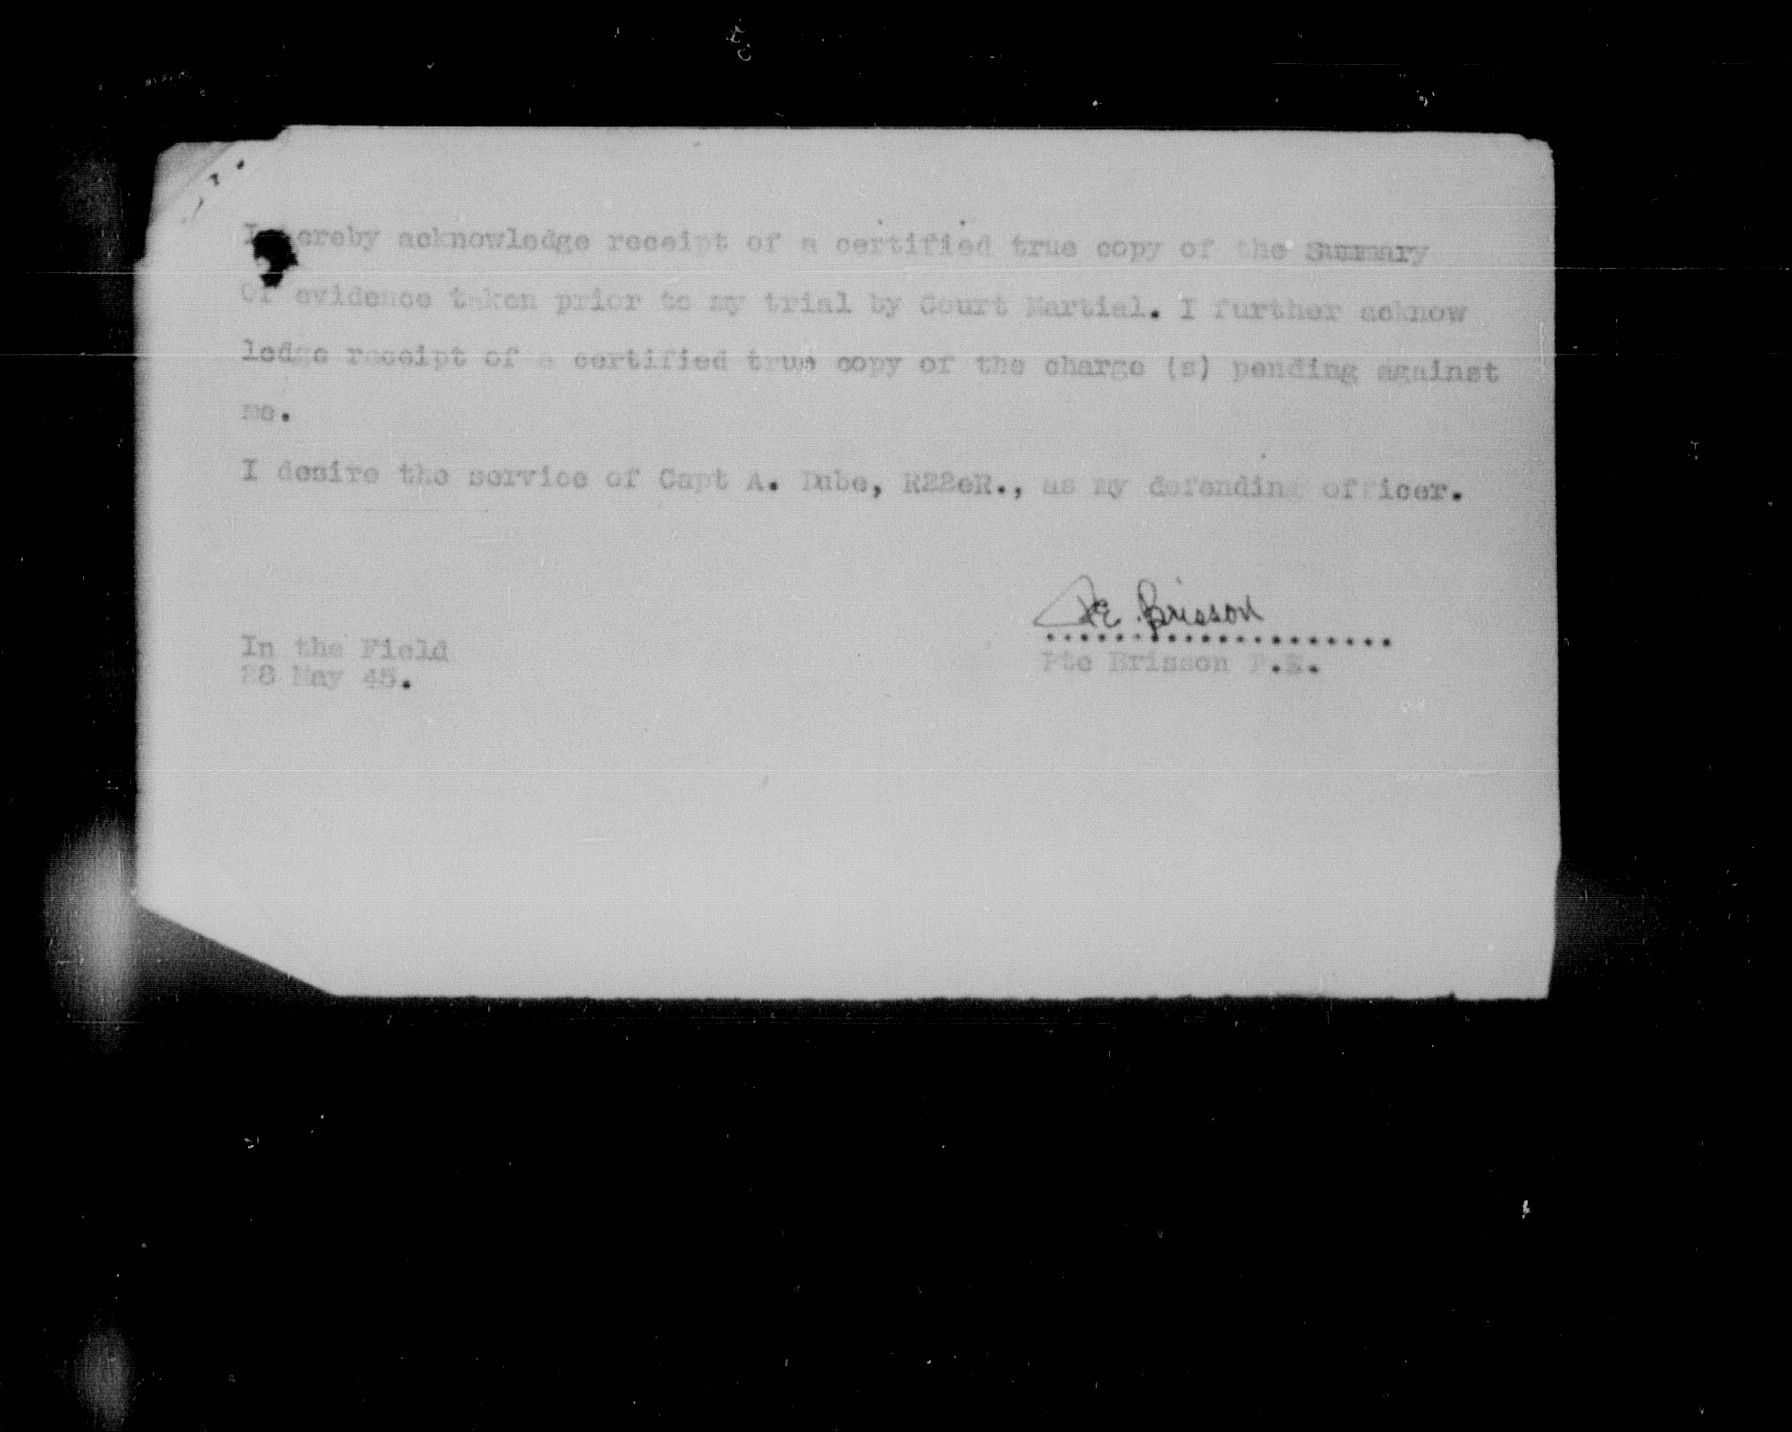 I hereby acknowledge receipt of a certified true copy of the Summary
Of evidence taken prior to my trial by Court Martial. I further acknow
ledge receipt of a certified true copy of the charge (s) pending against
me.
I desire the service of Capt A. Dube, R22eR., as my defending officer.
PE Brisson
....................
In the Field
28 May 45.
Pte Brisson P.E.